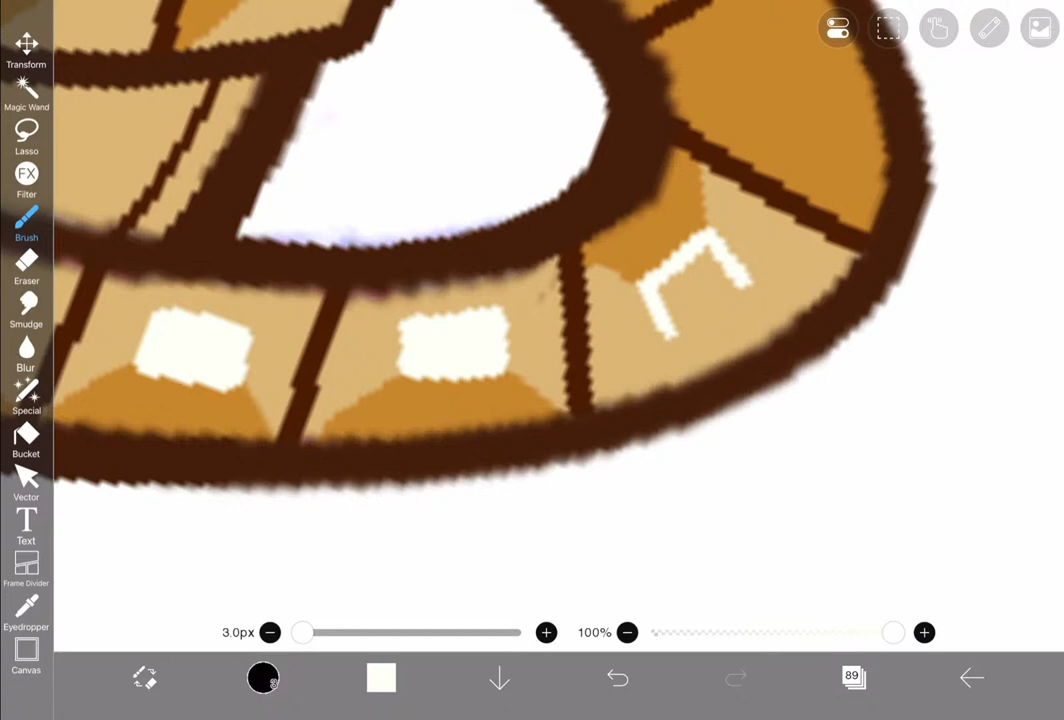 Transform
Magic Wand
Lasso
FX
Filter
Brush
Eraser
Smudge
Blur
Special
Bucket
Vector
T
Text
Frame Divider
Eyedropper
Canvas
3.0px
100%
3
89